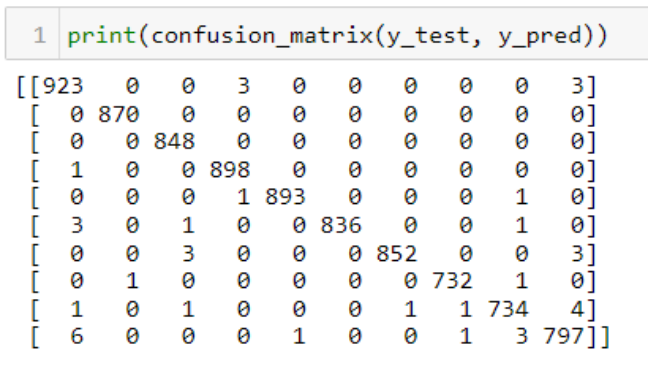 1 print(confusion_matrix(y_test, y_pred))
[[923 0 0 3 0 0 0 0 0 3]
[ 0 870 0 0 0 0 0 0 0 0]
[ 0 0 848 0 0 0 0 0 0 0]
[ 1 0 0 898 0 0 0 0 0 0]
[ 0 0 0 1 893 0 0 0 1 0]
[ 3 0 1 0 0 836 0 0 1 0]
[ 0 0 3 0 0 0 852 0 0 3]
[ 0 1 0 0 0 0 0 732 1 0]
[ 1 0 1 0 0 0 1 1 734 4]
[ 6 0 0 0 1 0 0 1 3 797]]